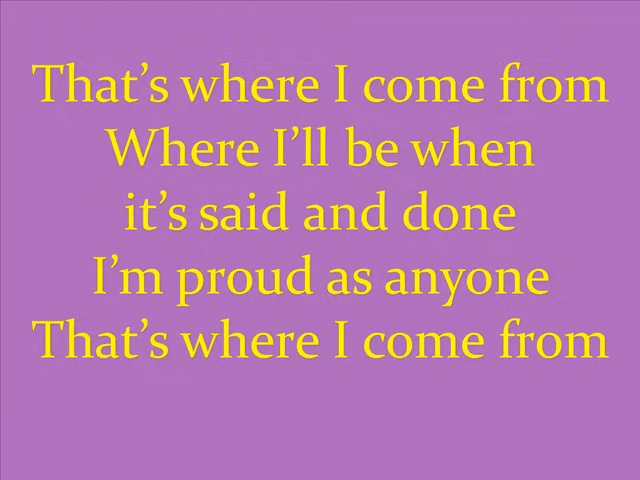 That’s where I come from
Where I’ll be when
it’s said and done
I’m proud as anyone
That’s where I come from